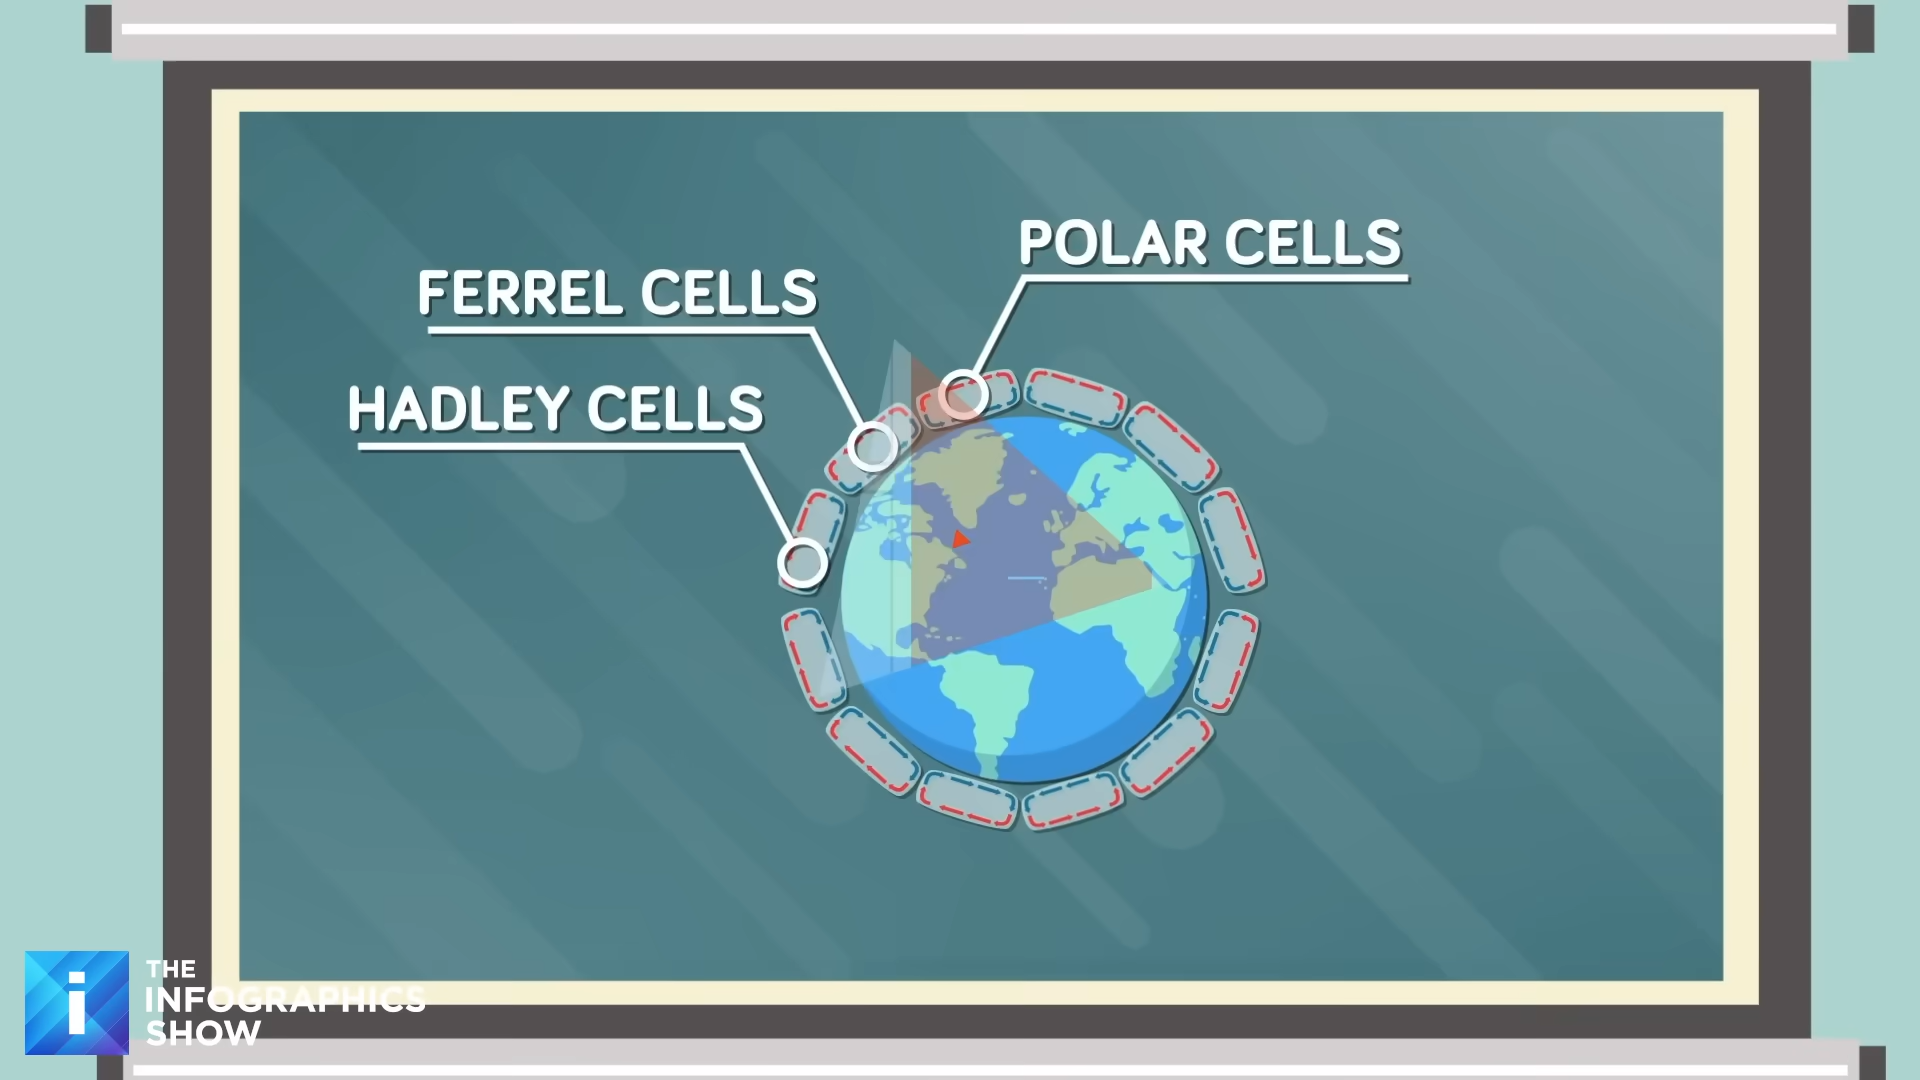 POLAR CELLS
FERREL CELLS
HADLEY CELLS
i
THE
INFOGRAPHICS
SHOW